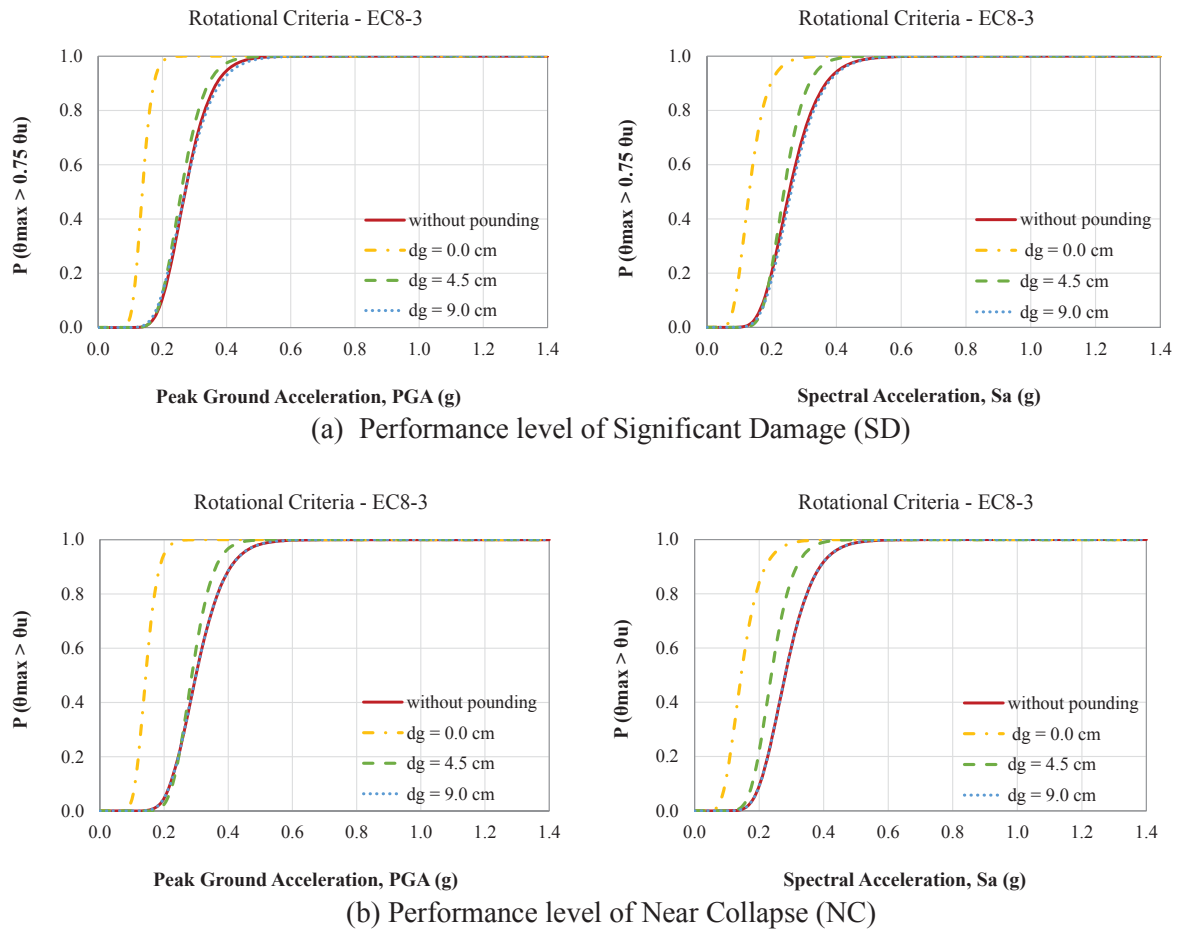 Rotational Criteria - EC8-3
P (θmax > 0.75 θu)
1.0
0.8
0.6
0.4
0.2
0.0
without pounding
dg = 0.0 cm
dg = 4.5 cm
dg = 9.0 cm
0.0 0.2 0.4 0.6 0.8 1.0 1.2 1.4
Peak Ground Acceleration, PGA (g)
Rotational Criteria - EC8-3
P (θmax > 0.75 θu)
1.0
0.8
0.6
0.4
0.2
0.0
without pounding
dg = 0.0 cm
dg = 4.5 cm
dg = 9.0 cm
0.0 0.2 0.4 0.6 0.8 1.0 1.2 1.4
Spectral Acceleration, Sa (g)
(a) Performance level of Significant Damage (SD)
Rotational Criteria - EC8-3
P (θmax > θu)
1.0
0.8
0.6
0.4
0.2
0.0
without pounding
dg = 0.0 cm
dg = 4.5 cm
dg = 9.0 cm
0.0 0.2 0.4 0.6 0.8 1.0 1.2 1.4
Peak Ground Acceleration, PGA (g)
Rotational Criteria - EC8-3
P (θmax > θu)
1.0
0.8
0.6
0.4
0.2
0.0
without pounding
dg = 0.0 cm
dg = 4.5 cm
dg = 9.0 cm
0.0 0.2 0.4 0.6 0.8 1.0 1.2 1.4
Spectral Acceleration, Sa (g)
(b) Performance level of Near Collapse (NC)